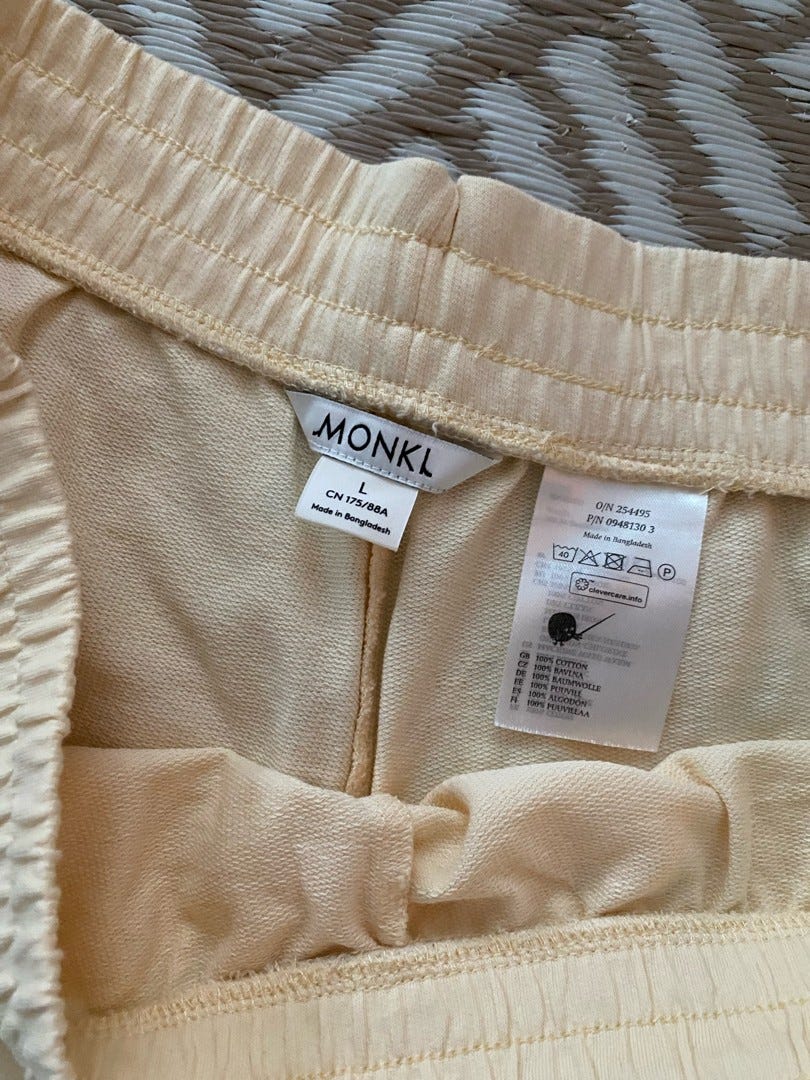 MONKI
L
CN 175/88A
Made in Bangladesh
O/N 254495
P/N 0948130 3
Made in Bangladesh
40
P
clevercare.info
GB 100% COTTON
CZ 100% BAVLNA
DE 100% BAUMWOLLE
EE 100% PUUVILL
ES 100% ALGODÓN
FI 100% PUUVILLAA